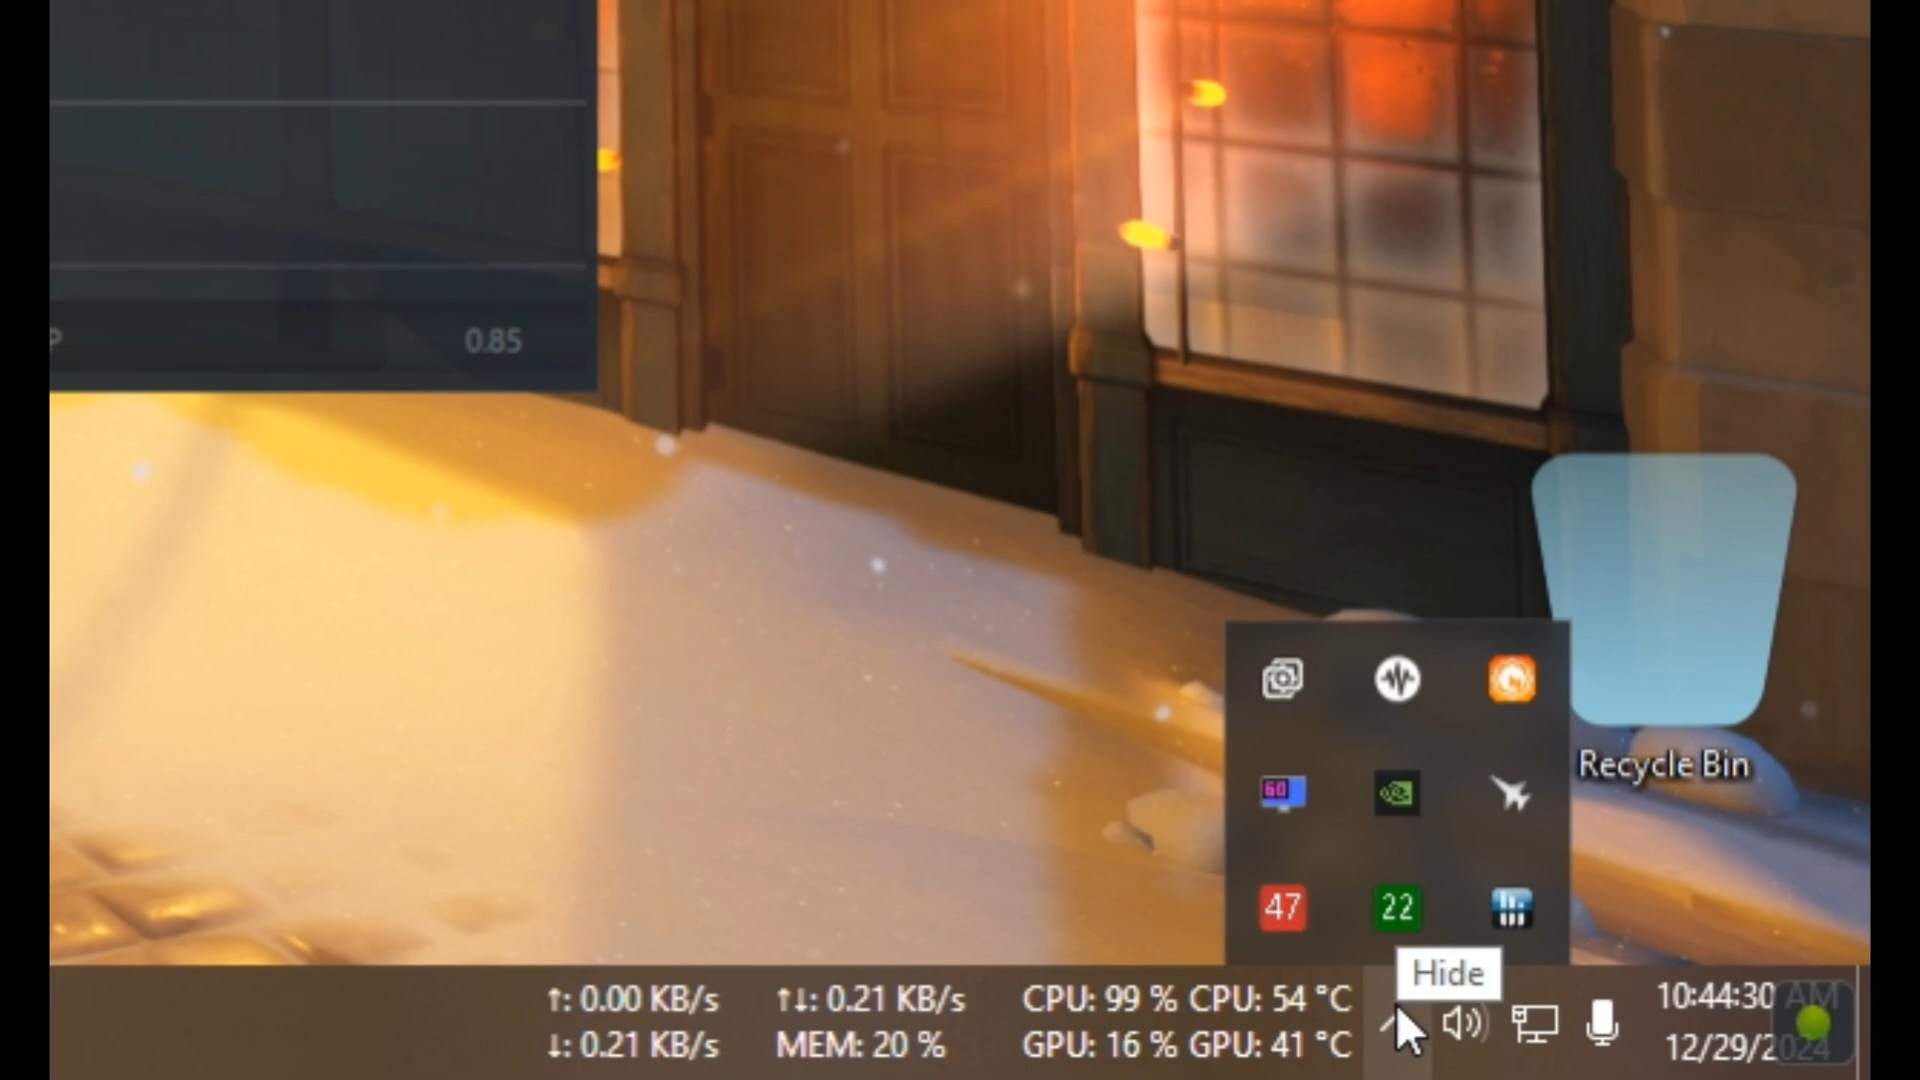 P 0.85
Recycle Bin
60
47 22
Hide
↑: 0.00 KB/s ↑↓: 0.21 KB/s CPU: 99 % CPU: 54 °C
↓: 0.21 KB/s MEM: 20 % GPU: 16 % GPU: 41 °C
10:44:30 AM
12/29/2024